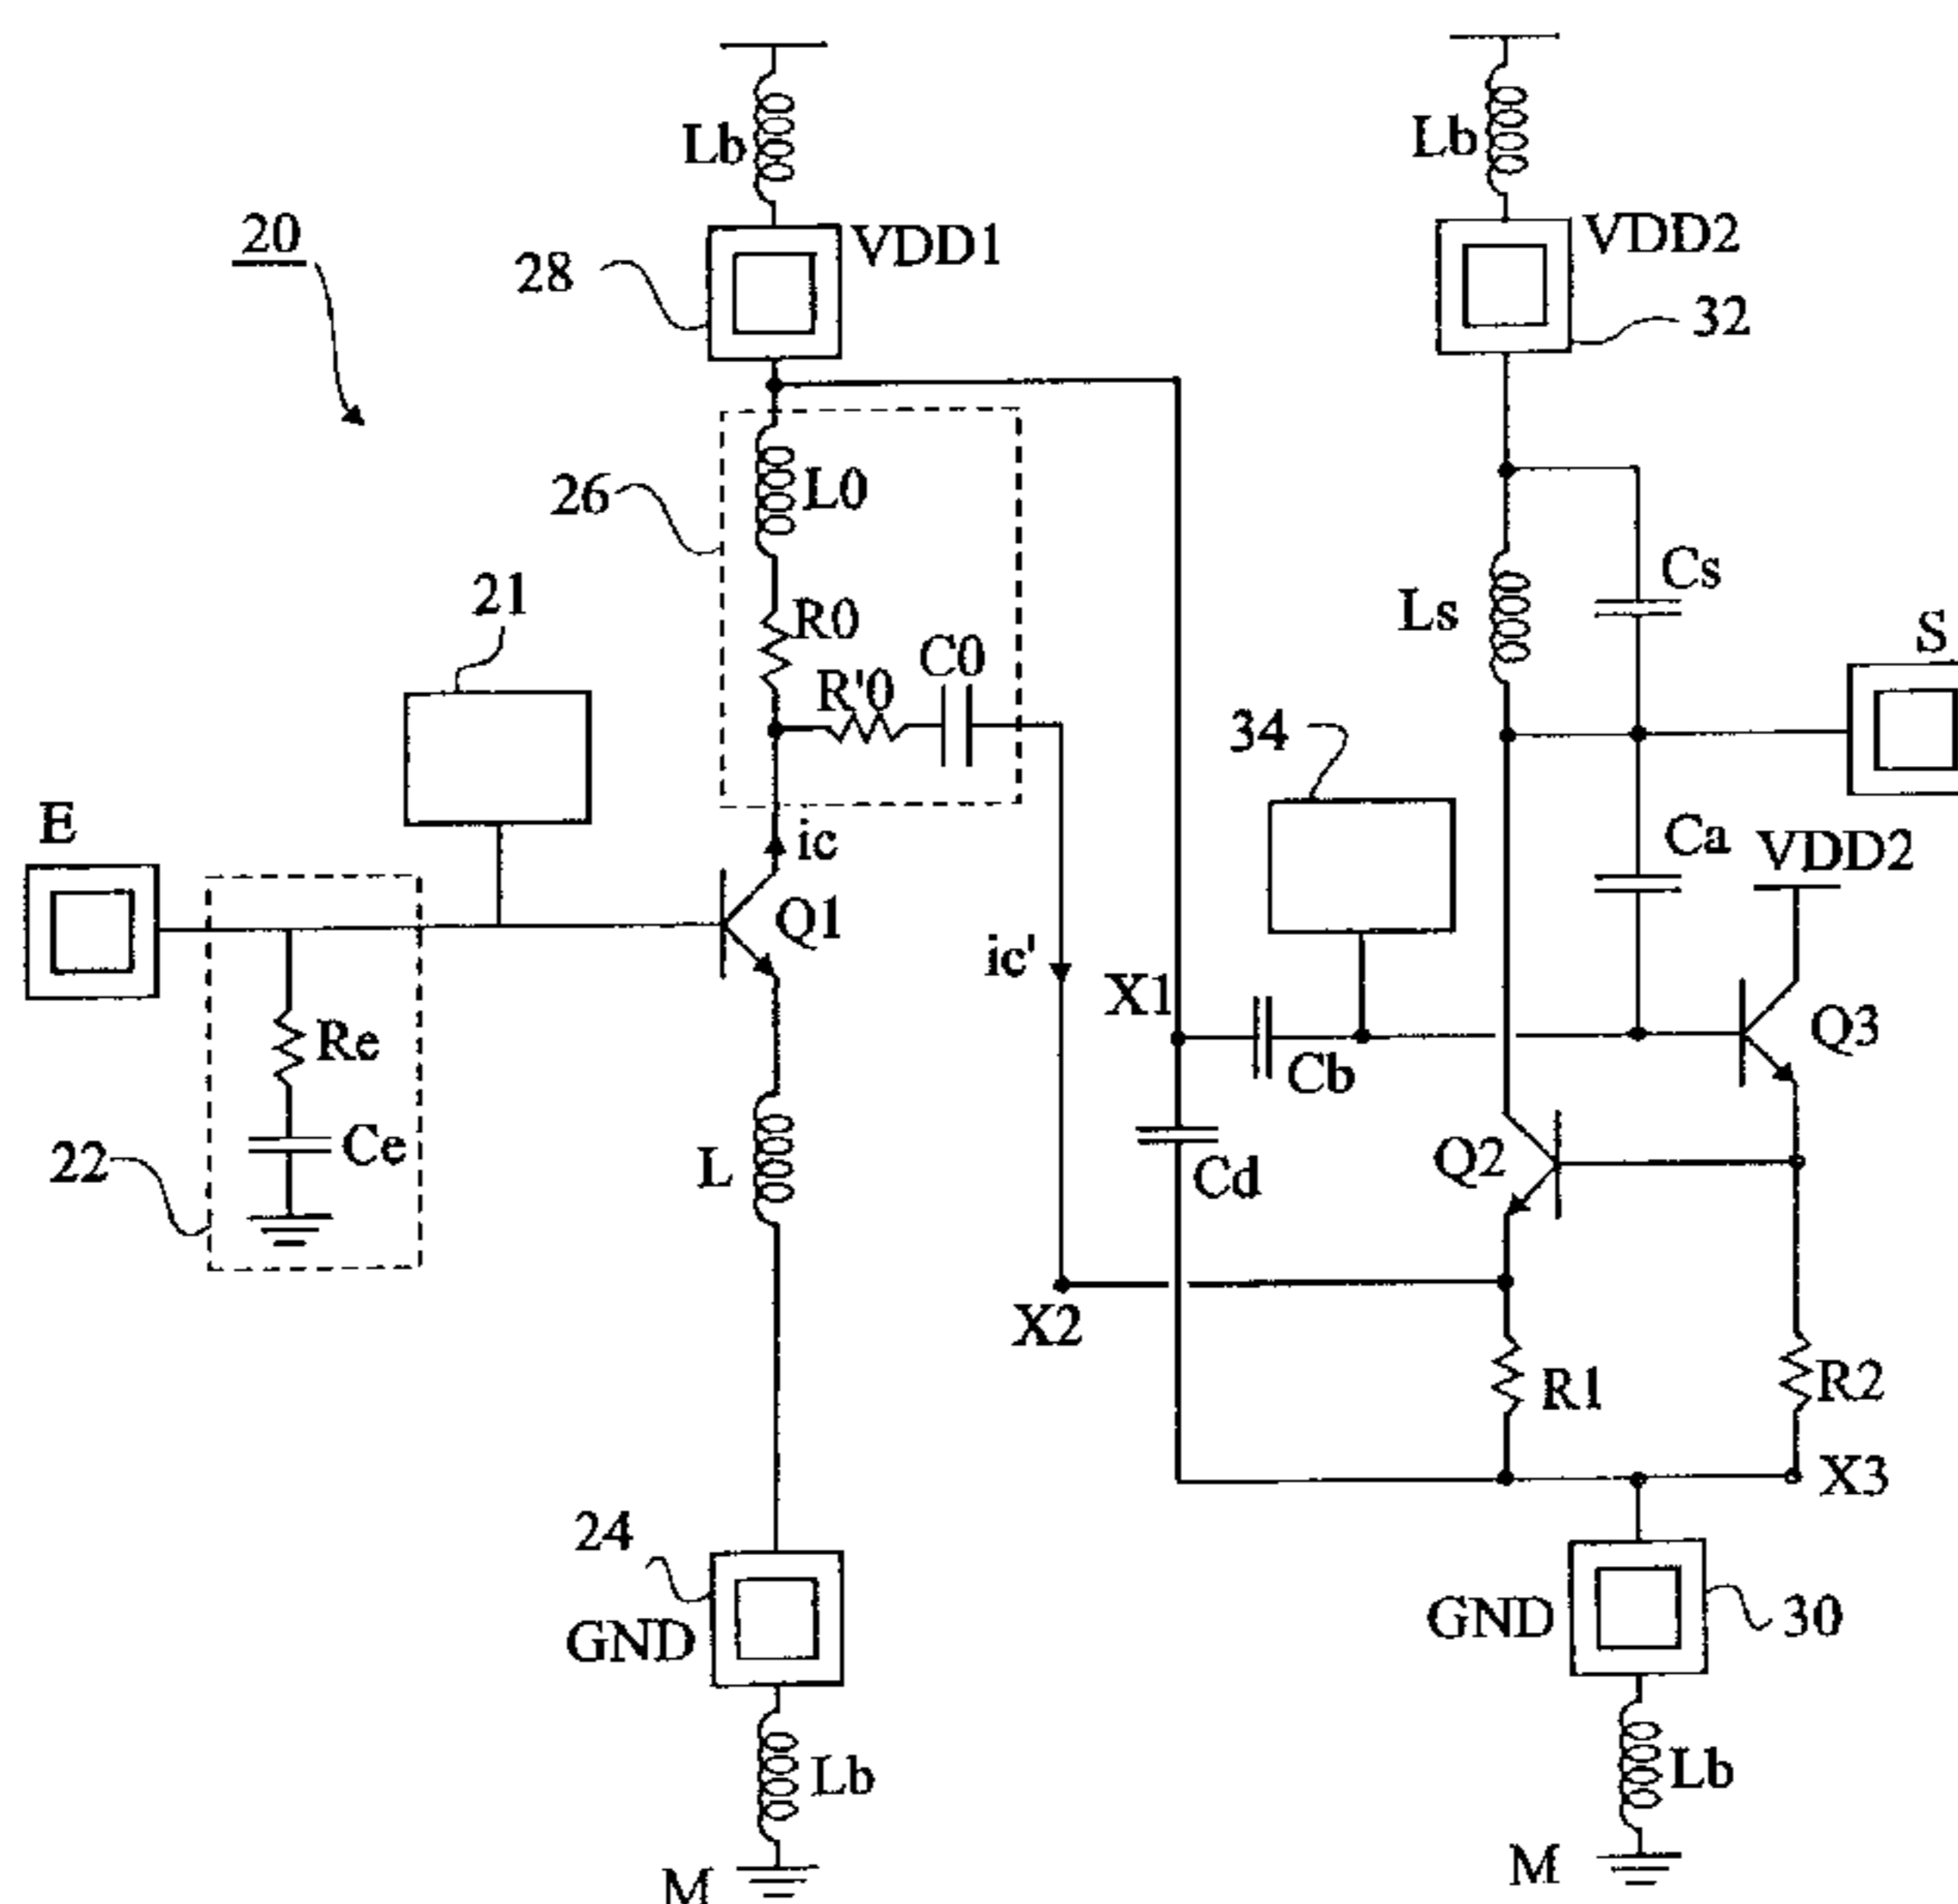 Lb
Lb
20
VDD1
VDD2
28
32
26
L0
21
Cs
Ls
R0
C0
S
R'0
34
E
ic
Ca
VDD2
Q1
ic'
X1
Q3
Re
Cb
Ce
22
L
Q2
Cd
X2
R1
R2
X3
24
GND
GND
30
Lb
Lb
M
M